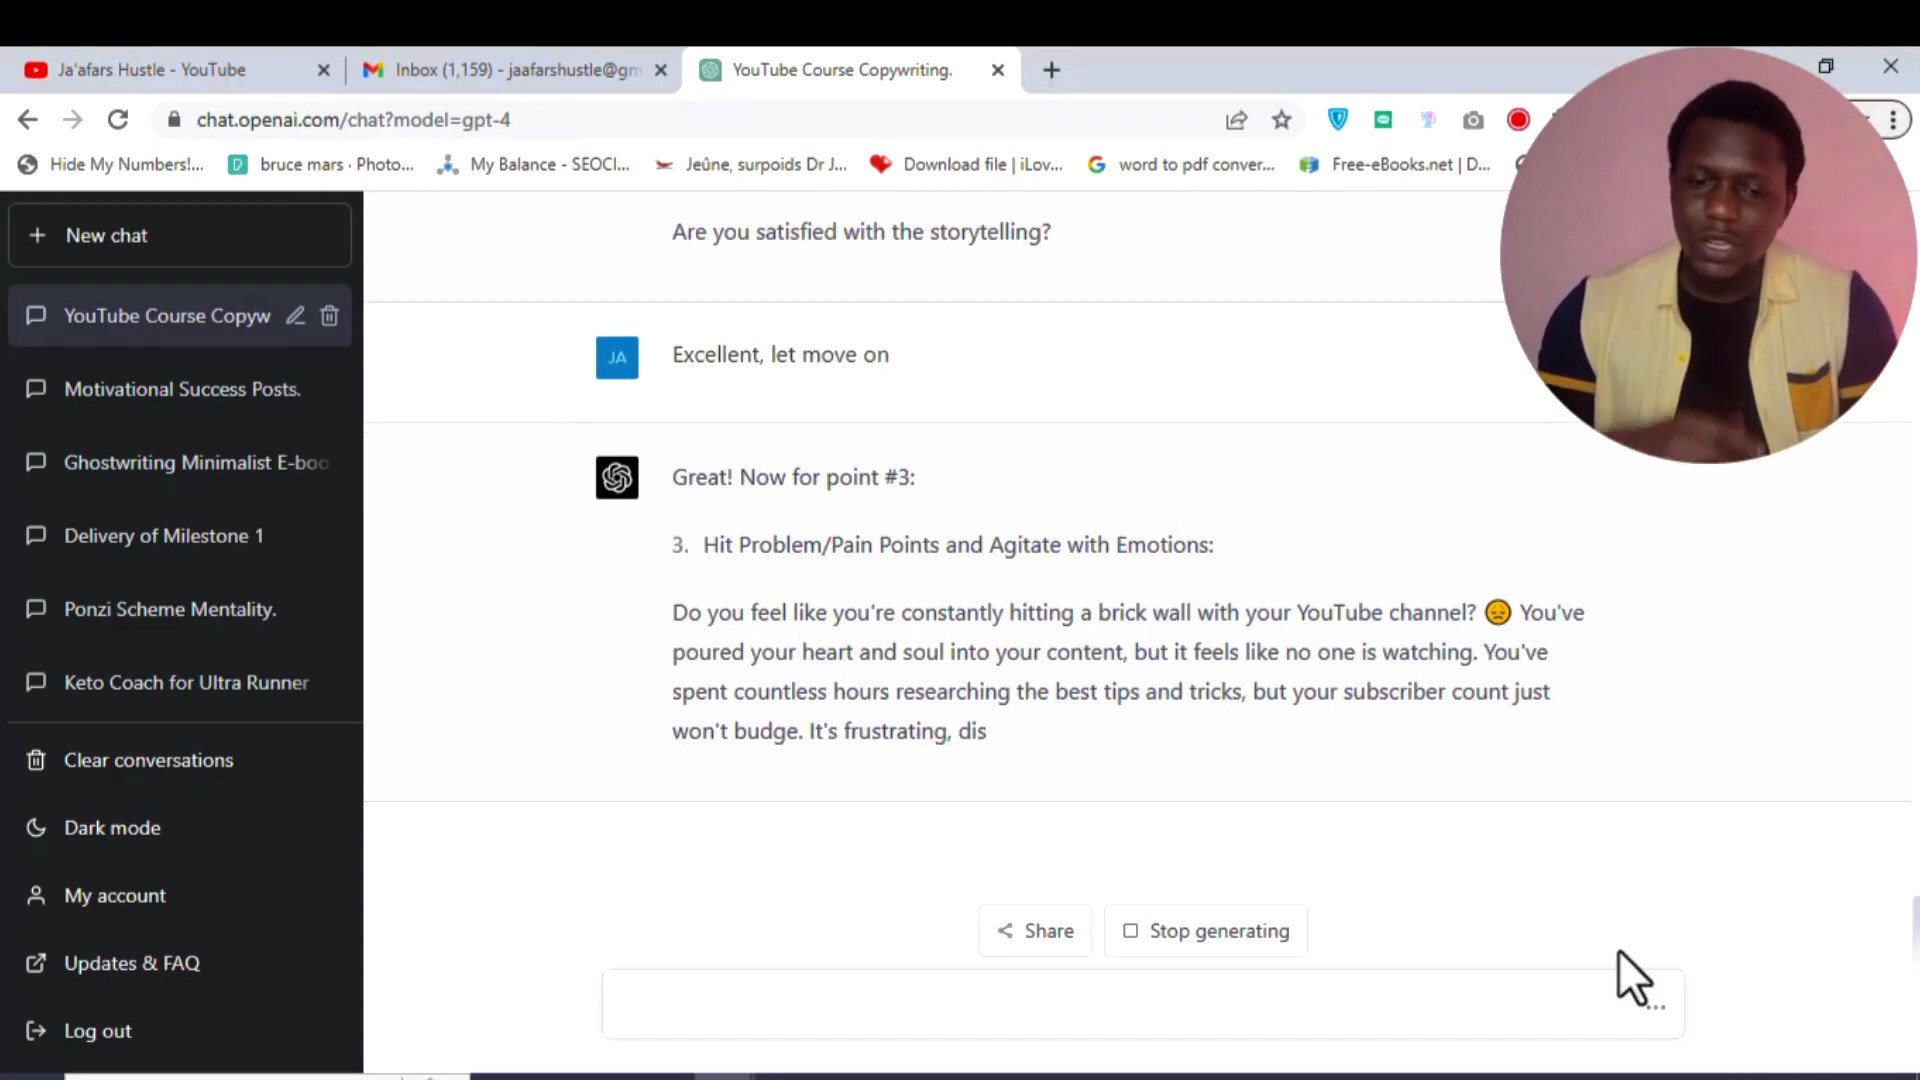 Ja'afars Hustle - YouTube
Inbox (1,159) - jaafarshustle@gm
YouTube Course Copywriting.
chat.openai.com/chat?model=gpt-4
Hide My Numbers!...
bruce mars · Photo...
My Balance - SEOCl...
Jeûne, surpoids Dr J...
Download file | iLov...
word to pdf conver...
Free-eBooks.net | D...
New chat
YouTube Course Copyw
Motivational Success Posts.
Ghostwriting Minimalist E-boo
Delivery of Milestone 1
Ponzi Scheme Mentality.
Keto Coach for Ultra Runner
Clear conversations
Dark mode
My account
Updates & FAQ
Log out
Are you satisfied with the storytelling?
JA
Excellent, let move on
Great! Now for point #3:
3. Hit Problem/Pain Points and Agitate with Emotions:
Do you feel like you're constantly hitting a brick wall with your YouTube channel? 😞 You've
poured your heart and soul into your content, but it feels like no one is watching. You've
spent countless hours researching the best tips and tricks, but your subscriber count just
won't budge. It's frustrating, dis
Share
Stop generating